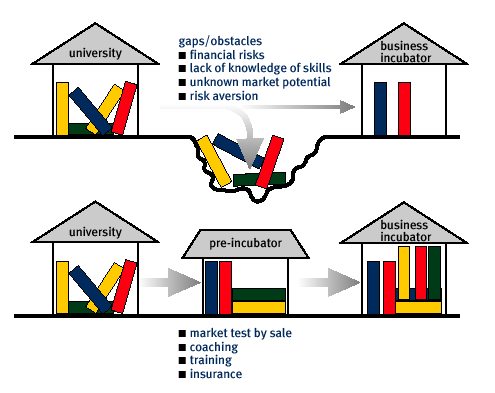 university
gaps/obstacles
■ financial risks
■ lack of knowledge of skills
■ unknown market potential
■ risk aversion
business
incubator
university
pre-incubator
business
incubator
■ market test by sale
■ coaching
■ training
■ insurance